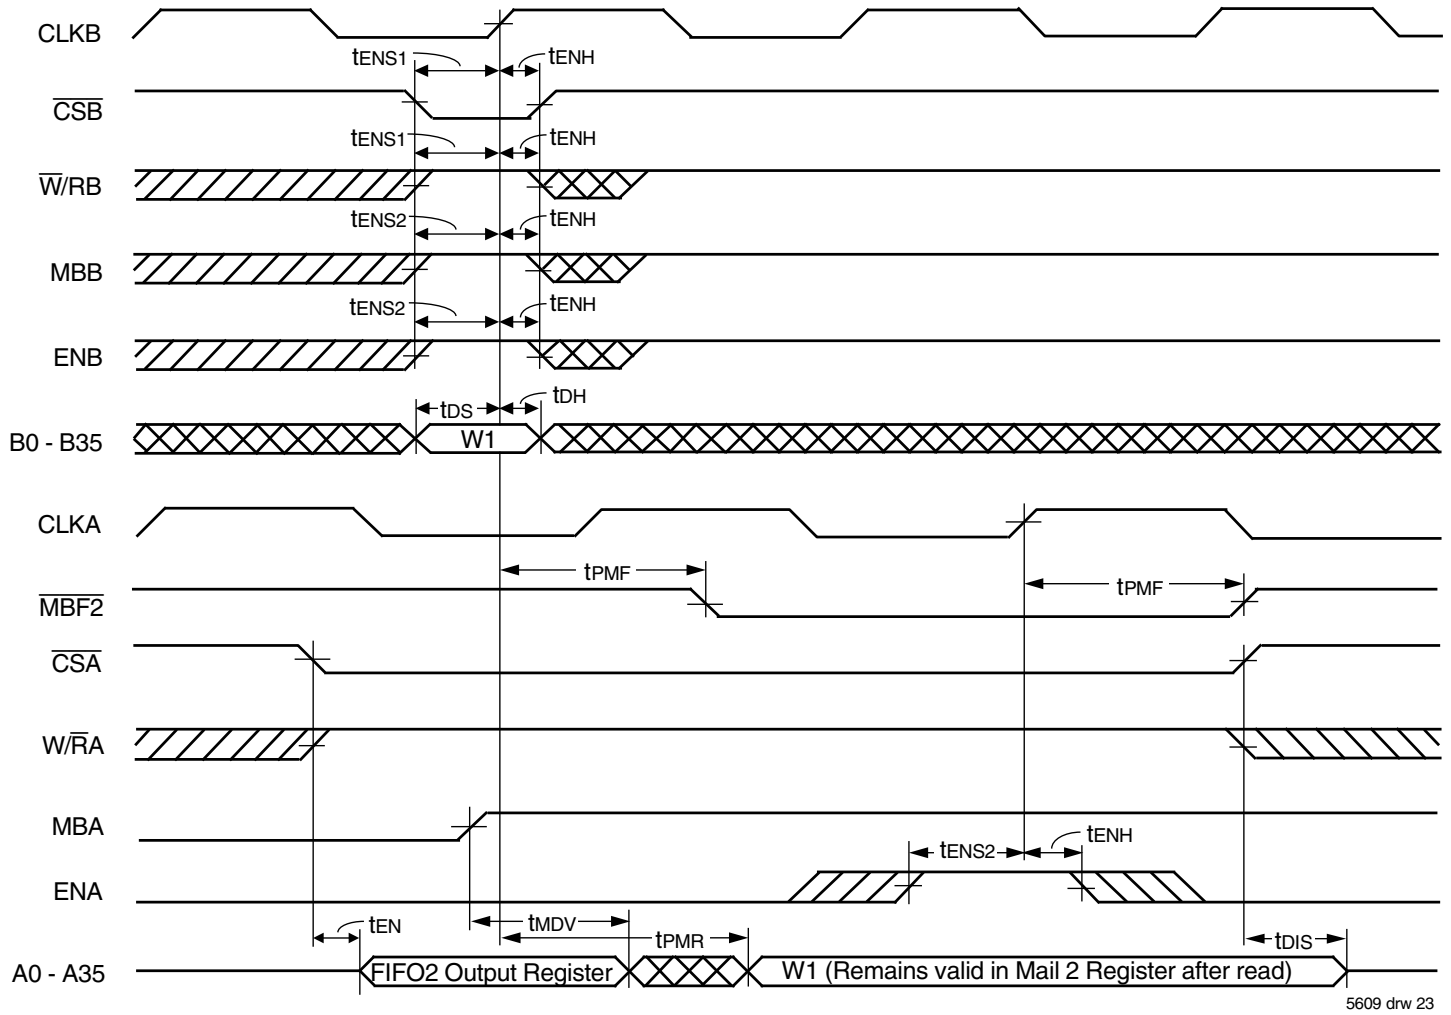 CLKB
tENS1 tENH
CSB
tENS1 tENH
W/RB
tENS2 tENH
MBB
tENS2 tENH
ENB
tDS tDH
B0 - B35 W1
CLKA
tPMF tPMF
MBF2
CSA
W/RA
MBA
tENS2 tENH
ENA
tEN tMDV tPMR tDIS
A0 - A35 FIFO2 Output Register W1 (Remains valid in Mail 2 Register after read)
5609 drw 23